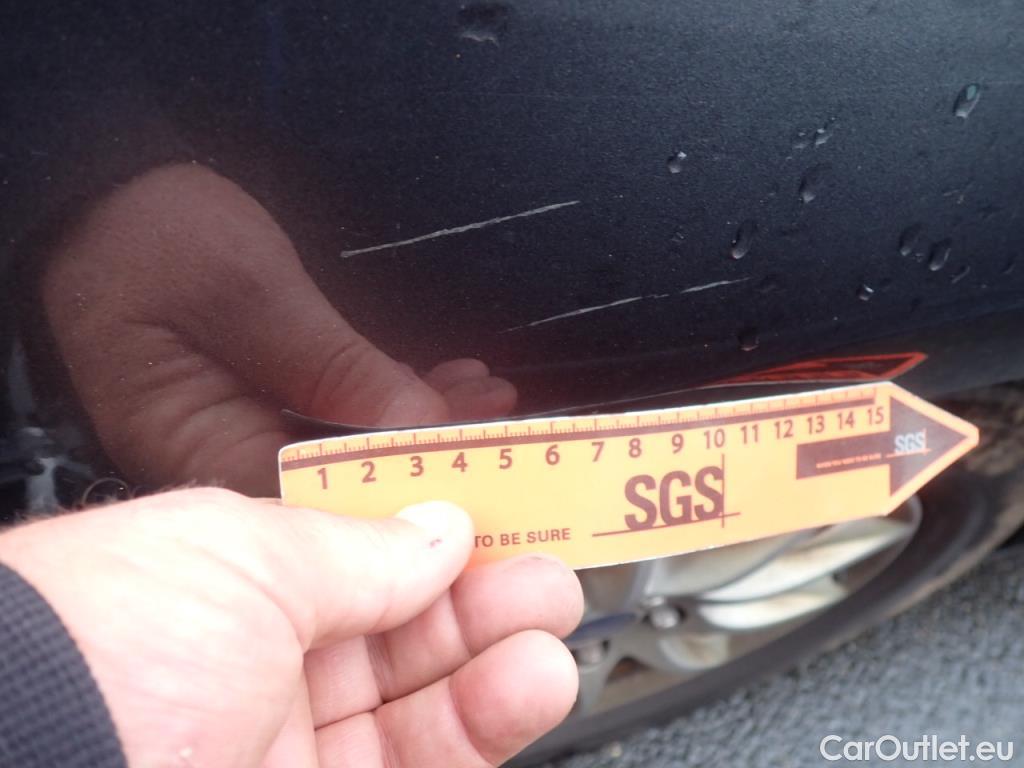 1 2 3 4 5 6 7 8 9 10 11 12 13 14 15
SGS
SGS
TO BE SURE
CarOutlet.eu